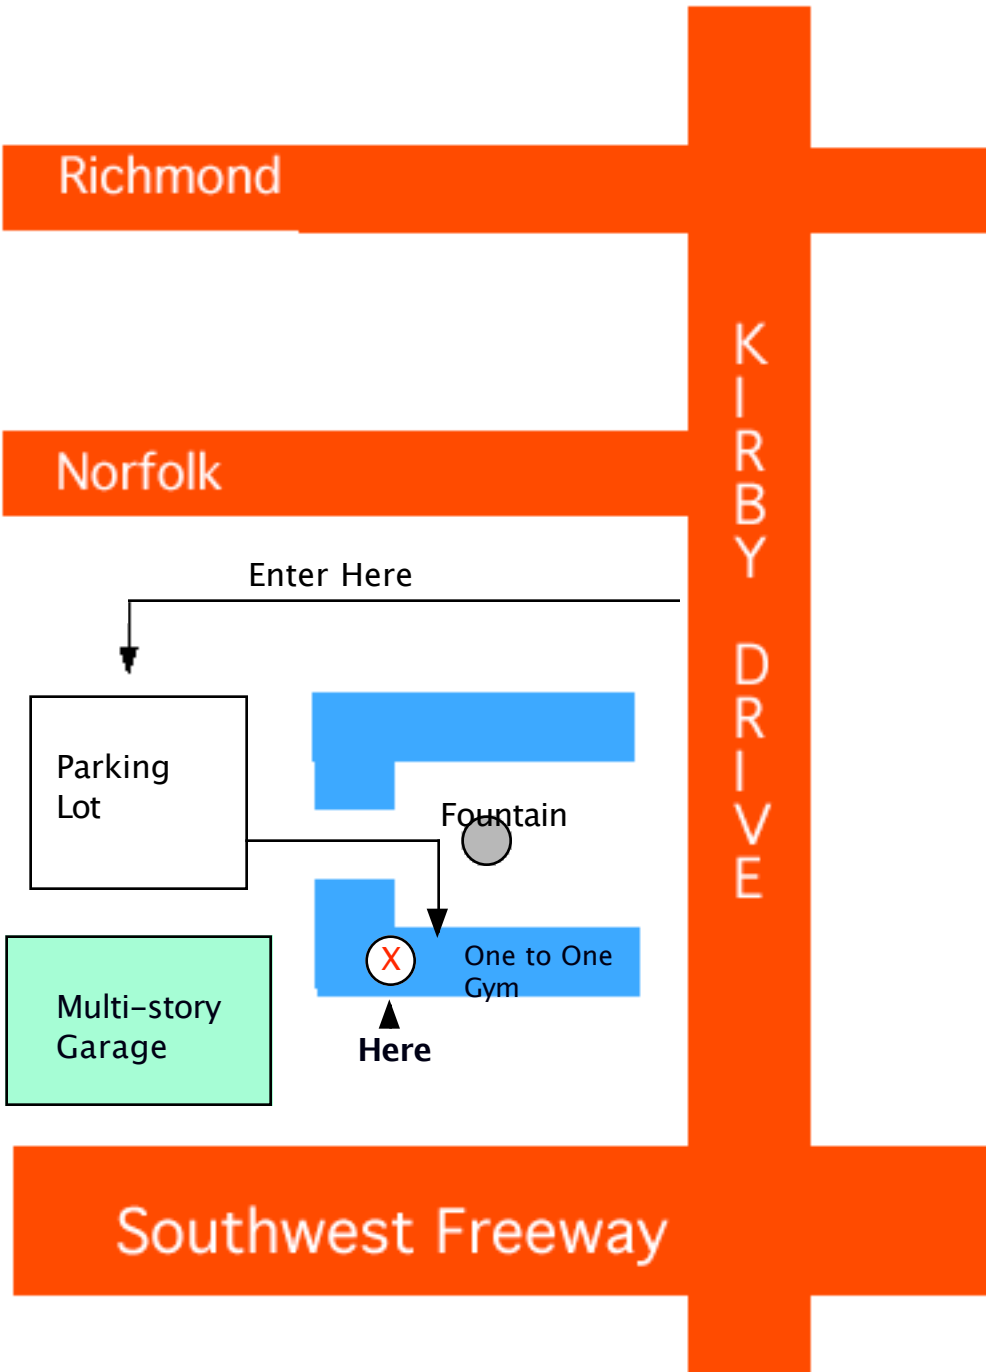 Richmond
KIRBY DRIVE
Norfolk
Enter Here
Parking
Lot
Fountain
X
One to One
Gym
Multi-story
Garage
Here
Southwest Freeway